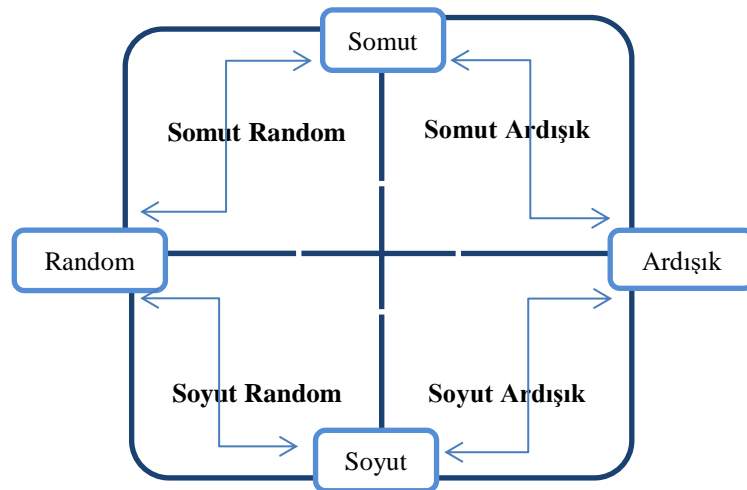 Somut
Somut Random
Somut Ardışık
Random
Ardışık
Soyut Random
Soyut Ardışık
Soyut